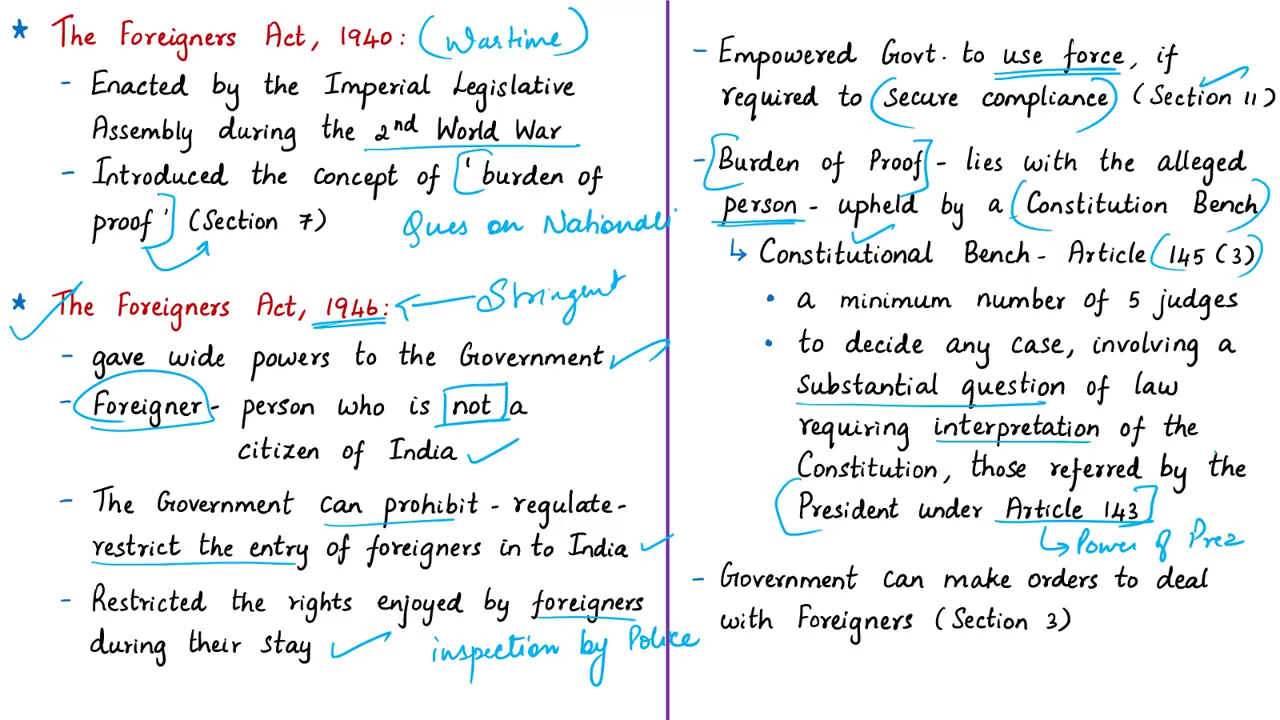 * The Foreigners Act, 1940: (Wartime)
- Enacted by the Imperial Legislative
Assembly during the 2nd World War
- Introduced the concept of 'burden of
proof' (Section 7)
Ques on Nationali
* The Foreigners Act, 1946: ← Stringent
- gave wide powers to the Government
- Foreigner - person who is not a
citizen of India
- The Government can prohibit - regulate -
restrict the entry of foreigners in to India
- Restricted the rights enjoyed by foreigners
during their stay
inspection by Police
- Empowered Govt. to use force, if
required to (secure compliance) (Section 11)
- [Burden of Proof] - lies with the alleged
person - upheld by a (Constitution Bench)
↳ Constitutional Bench - Article (145 (3))
• a minimum number of 5 judges
• to decide any case, involving a
substantial question of law
requiring interpretation of the
Constitution, those referred by the
President under Article 143
↳ Power of Prez
- Government can make orders to deal
with Foreigners (Section 3)